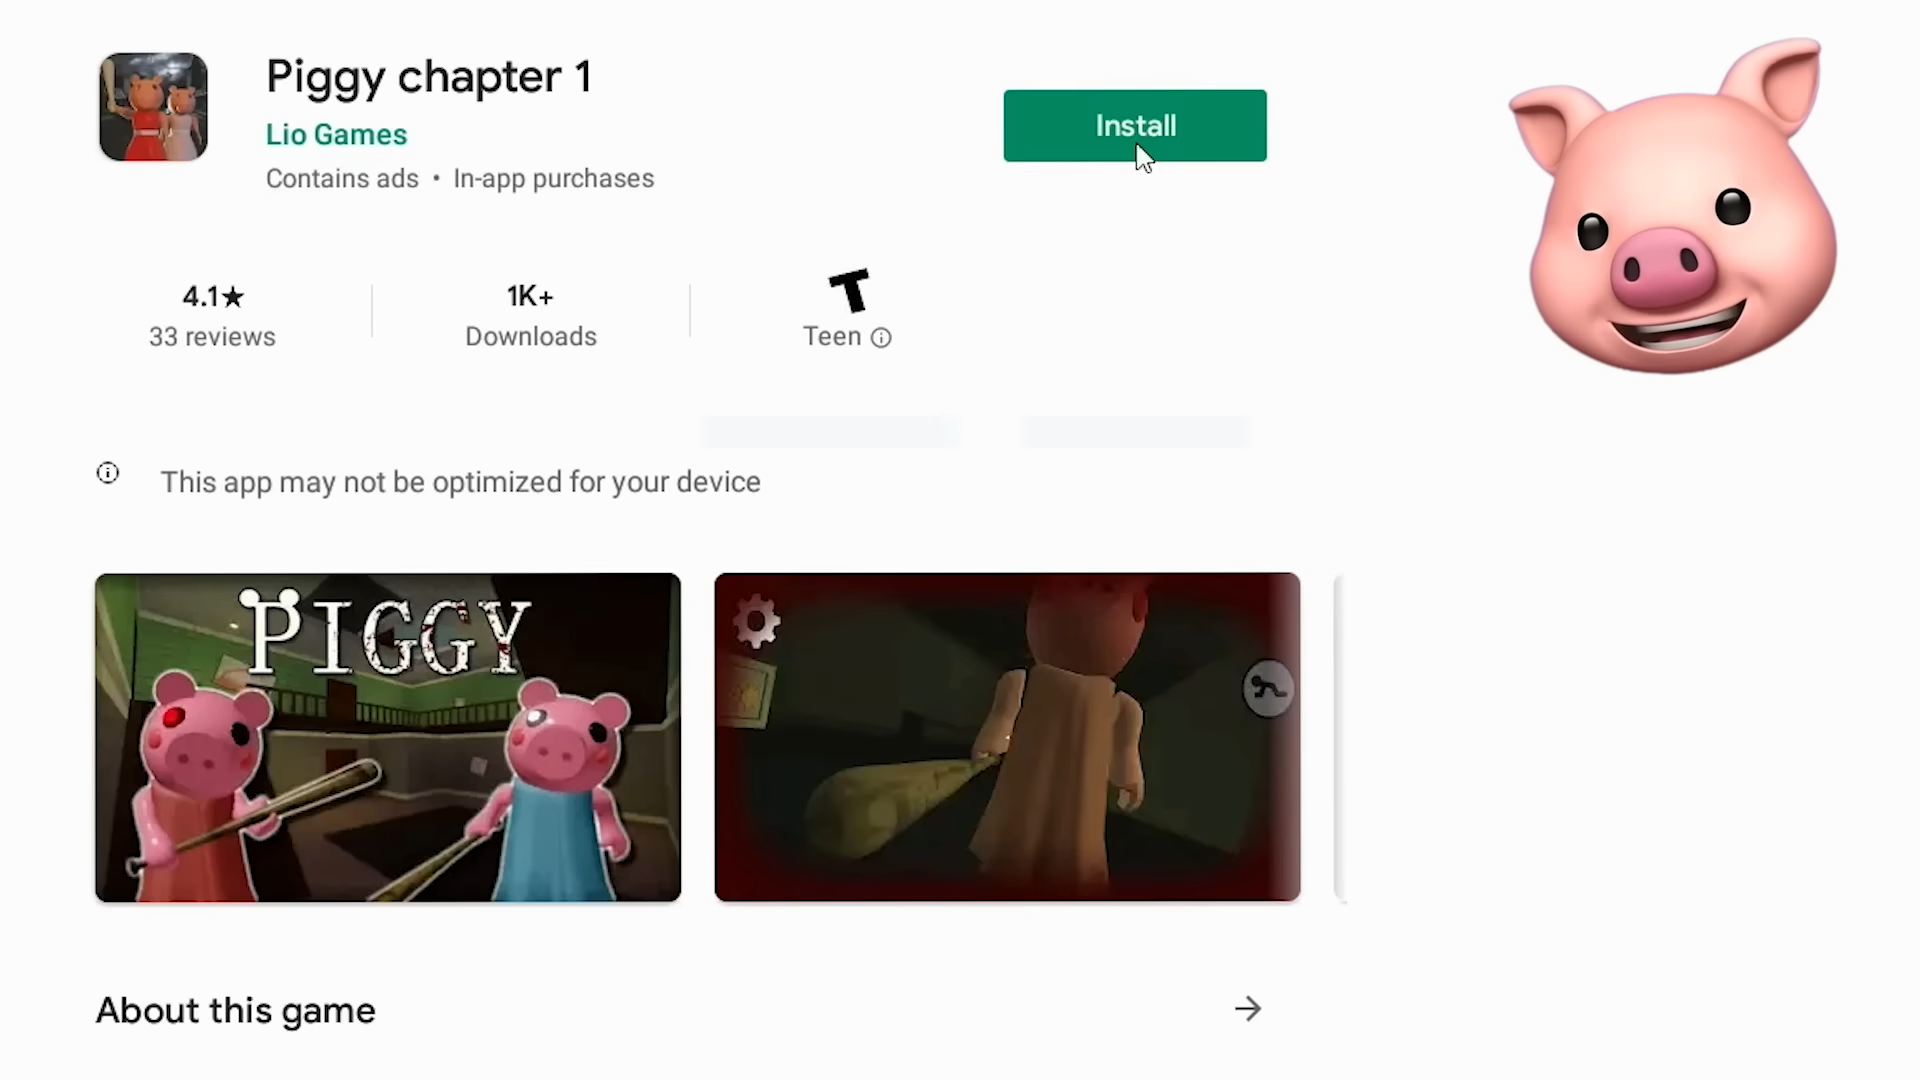 Piggy chapter 1
Lio Games
Contains ads • In-app purchases
Install
4.1★
33 reviews
1K+
Downloads
T
Teen
This app may not be optimized for your device
PIGGY
About this game